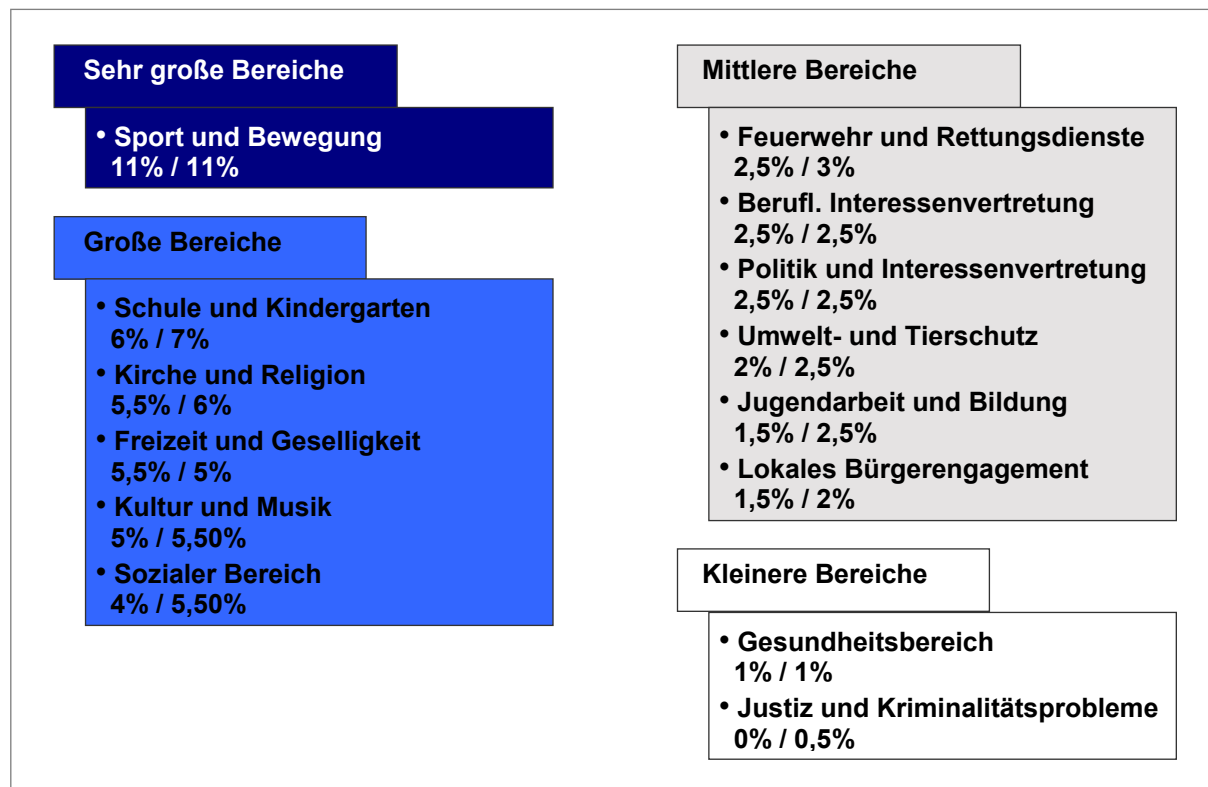 Sehr große Bereiche
• Sport und Bewegung
11% / 11%
Große Bereiche
• Schule und Kindergarten
6% / 7%
• Kirche und Religion
5,5% / 6%
• Freizeit und Geselligkeit
5,5% / 5%
• Kultur und Musik
5% / 5,50%
• Sozialer Bereich
4% / 5,50%
Mittlere Bereiche
• Feuerwehr und Rettungsdienste
2,5% / 3%
• Berufl. Interessenvertretung
2,5% / 2,5%
• Politik und Interessenvertretung
2,5% / 2,5%
• Umwelt- und Tierschutz
2% / 2,5%
• Jugendarbeit und Bildung
1,5% / 2,5%
• Lokales Bürgerengagement
1,5% / 2%
Kleinere Bereiche
• Gesundheitsbereich
1% / 1%
• Justiz und Kriminalitätsprobleme
0% / 0,5%